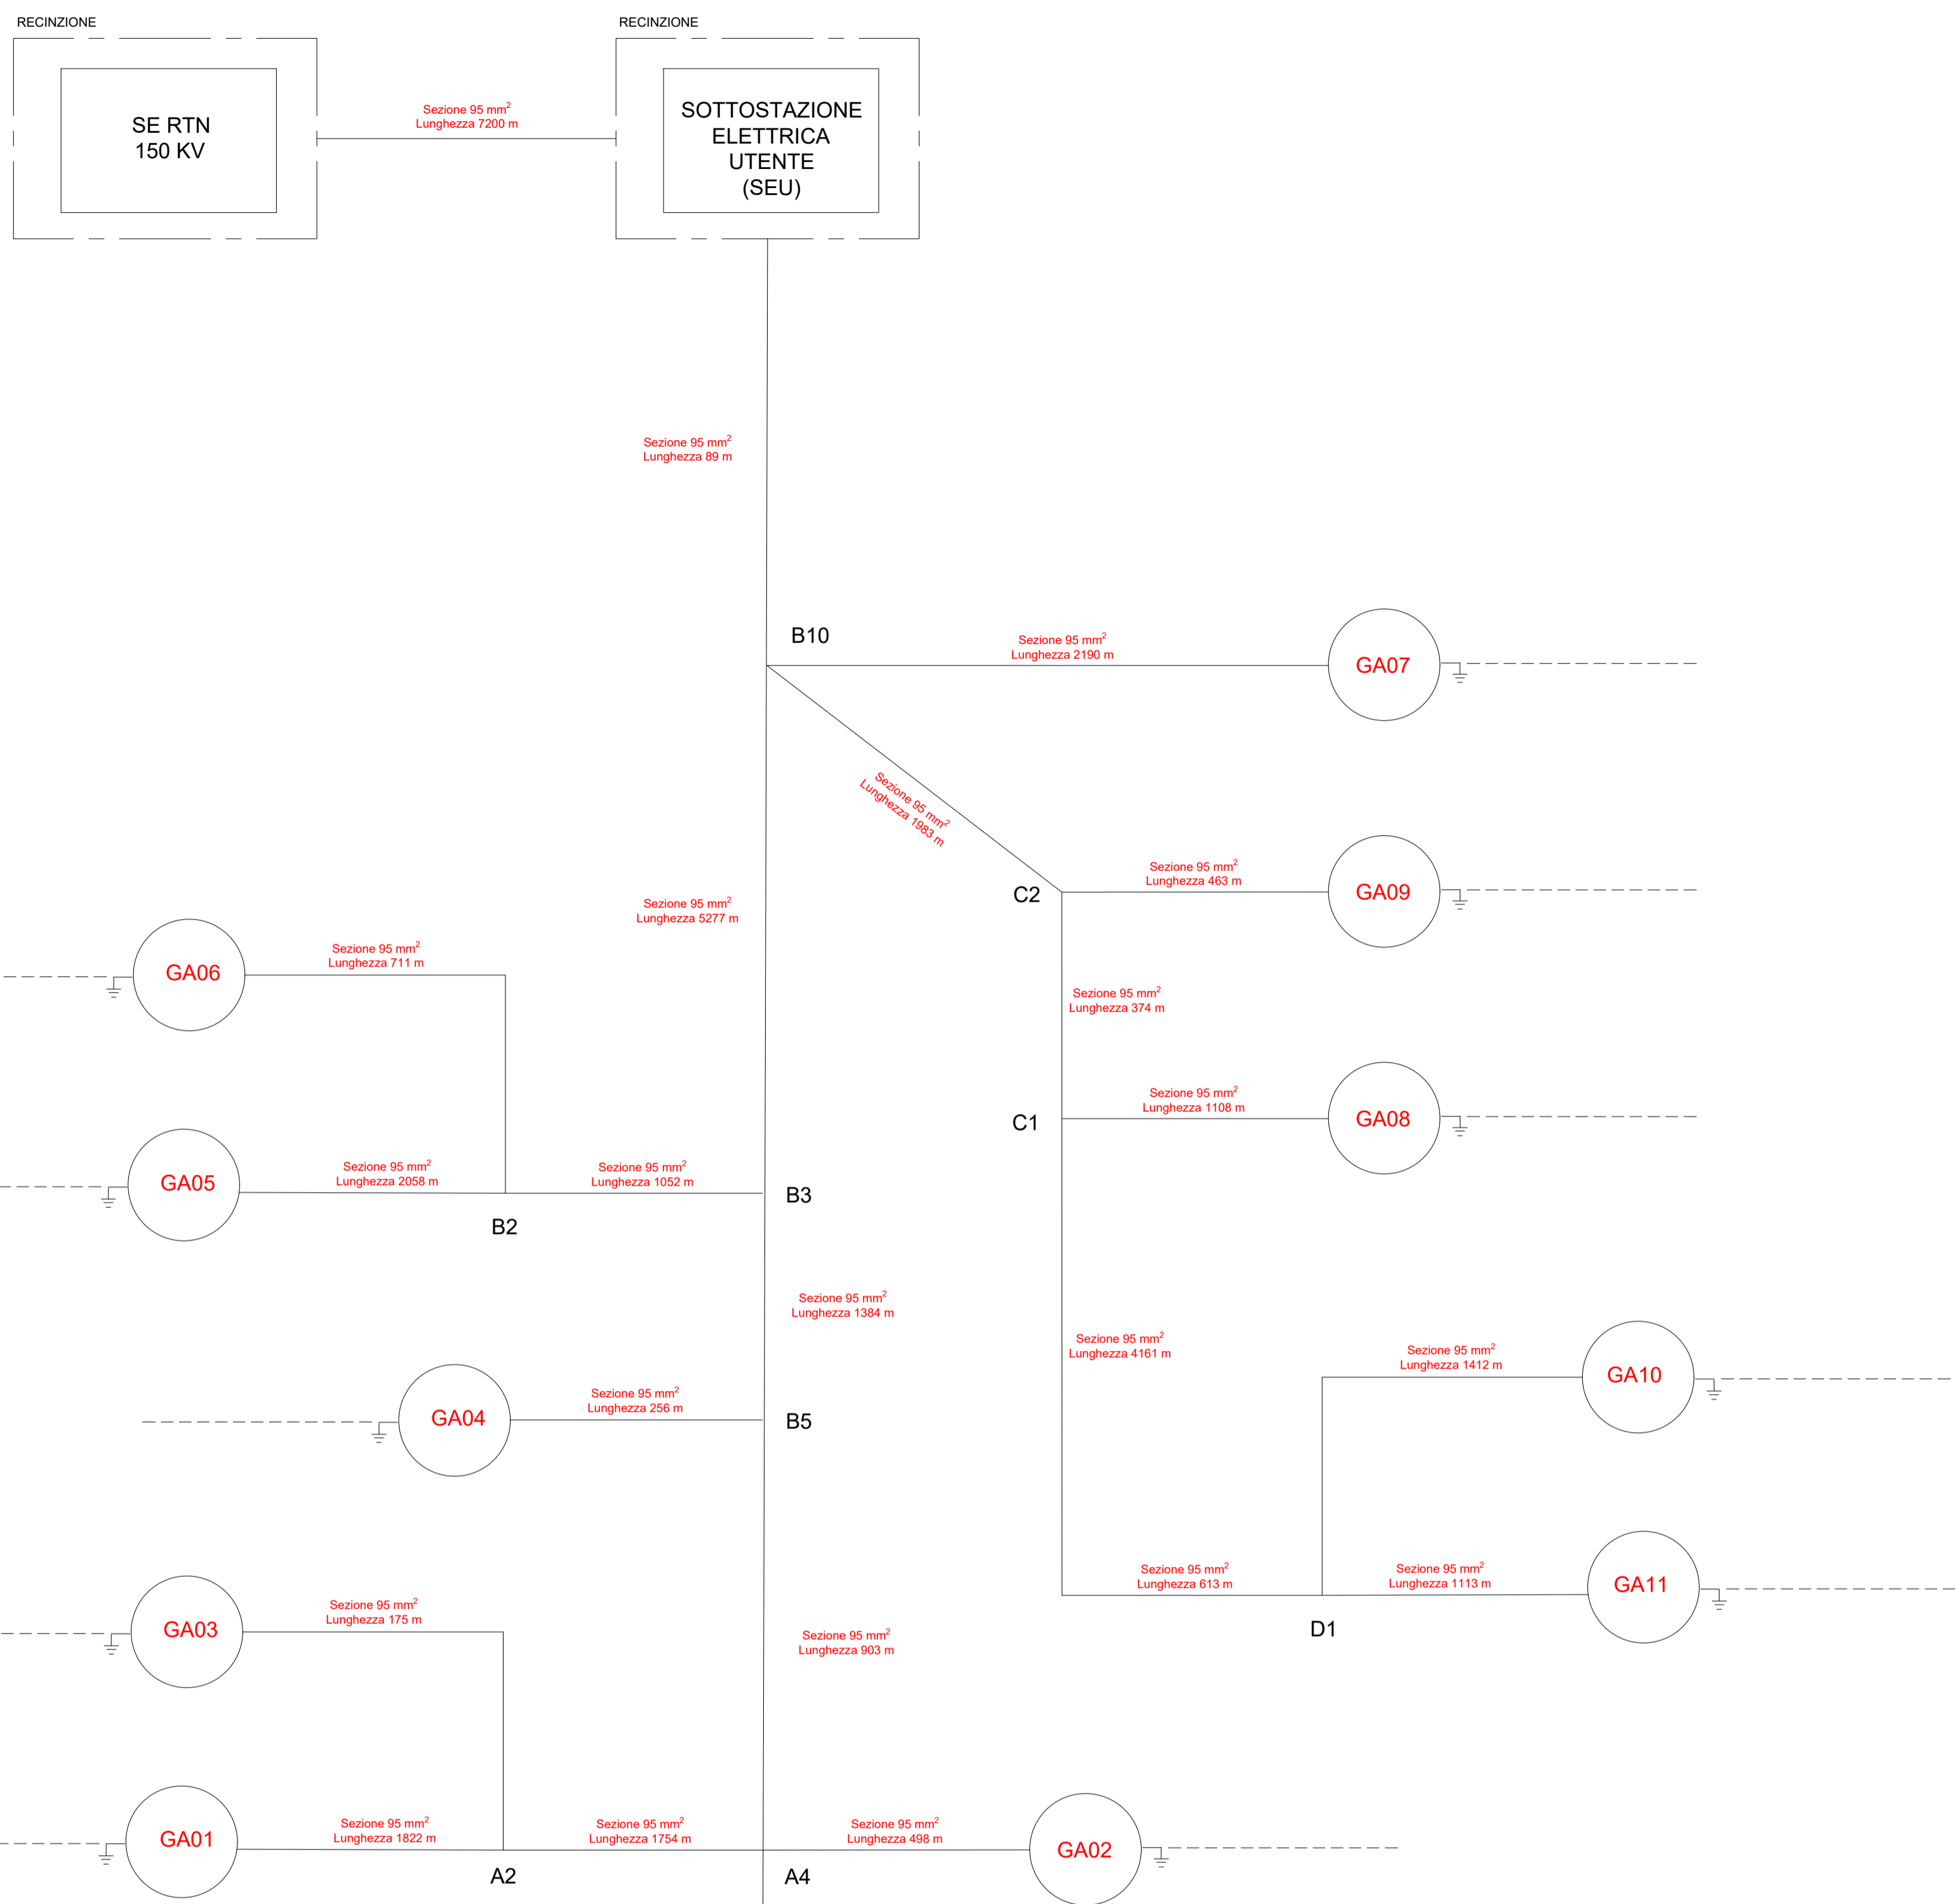 RECINZIONE
RECINZIONE
SE RTN
150 KV
Sezione 95 mm²
Lunghezza 7200 m
SOTTOSTAZIONE
ELETTRICA
UTENTE
(SEU)
Sezione 95 mm²
Lunghezza 89 m
B10
Sezione 95 mm²
Lunghezza 2190 m
GA07
Sezione 95 mm²
Lunghezza 1983 m
C2
Sezione 95 mm²
Lunghezza 463 m
GA09
Sezione 95 mm²
Lunghezza 5277 m
GA06
Sezione 95 mm²
Lunghezza 711 m
Sezione 95 mm²
Lunghezza 374 m
C1
Sezione 95 mm²
Lunghezza 1108 m
GA08
GA05
Sezione 95 mm²
Lunghezza 2058 m
Sezione 95 mm²
Lunghezza 1052 m
B3
B2
Sezione 95 mm²
Lunghezza 1384 m
Sezione 95 mm²
Lunghezza 4161 m
Sezione 95 mm²
Lunghezza 1412 m
GA10
GA04
Sezione 95 mm²
Lunghezza 256 m
B5
Sezione 95 mm²
Lunghezza 613 m
Sezione 95 mm²
Lunghezza 1113 m
GA11
D1
GA03
Sezione 95 mm²
Lunghezza 175 m
Sezione 95 mm²
Lunghezza 903 m
GA01
Sezione 95 mm²
Lunghezza 1822 m
Sezione 95 mm²
Lunghezza 1754 m
Sezione 95 mm²
Lunghezza 498 m
GA02
A2
A4